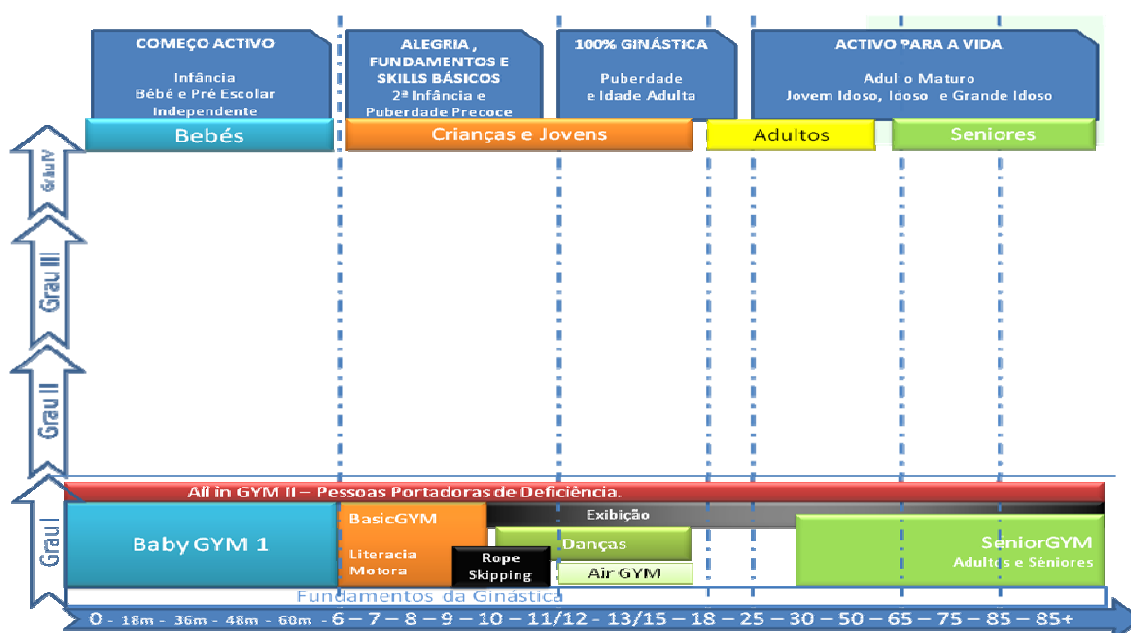 COMEÇO ACTIVO
Infância
Bébé e Pré Escolar
Independente
ALEGRIA ,
FUNDAMENTOS E
SKILLS BÁSICOS
2ª Infância e
Puberdade Precoce
100% GINÁSTICA
Puberdade
e Idade Adulta
ACTIVO PARA A VIDA
Adul o Maturo
Jovem Idoso, Idoso e Grande Idoso
Bebés
Crianças e Jovens
Adultos
Seniores
Grau IV
Grau III
Grau II
Grau I
All in GYM II – Pessoas Portadoras de Deficiência.
Baby GYM 1
BasicGYM
Literacia
Motora
Exibição
Danças
Rope
Skipping
Air GYM
SéniorGYM
Adultos e Séniores
Fundamentos da Ginástica
0 - 18m - 36m - 48m - 60m - 6 – 7 – 8 – 9 – 10 – 11/12 - 13/15 – 18 – 25 – 30 – 50 – 65 – 75 – 85 – 85+